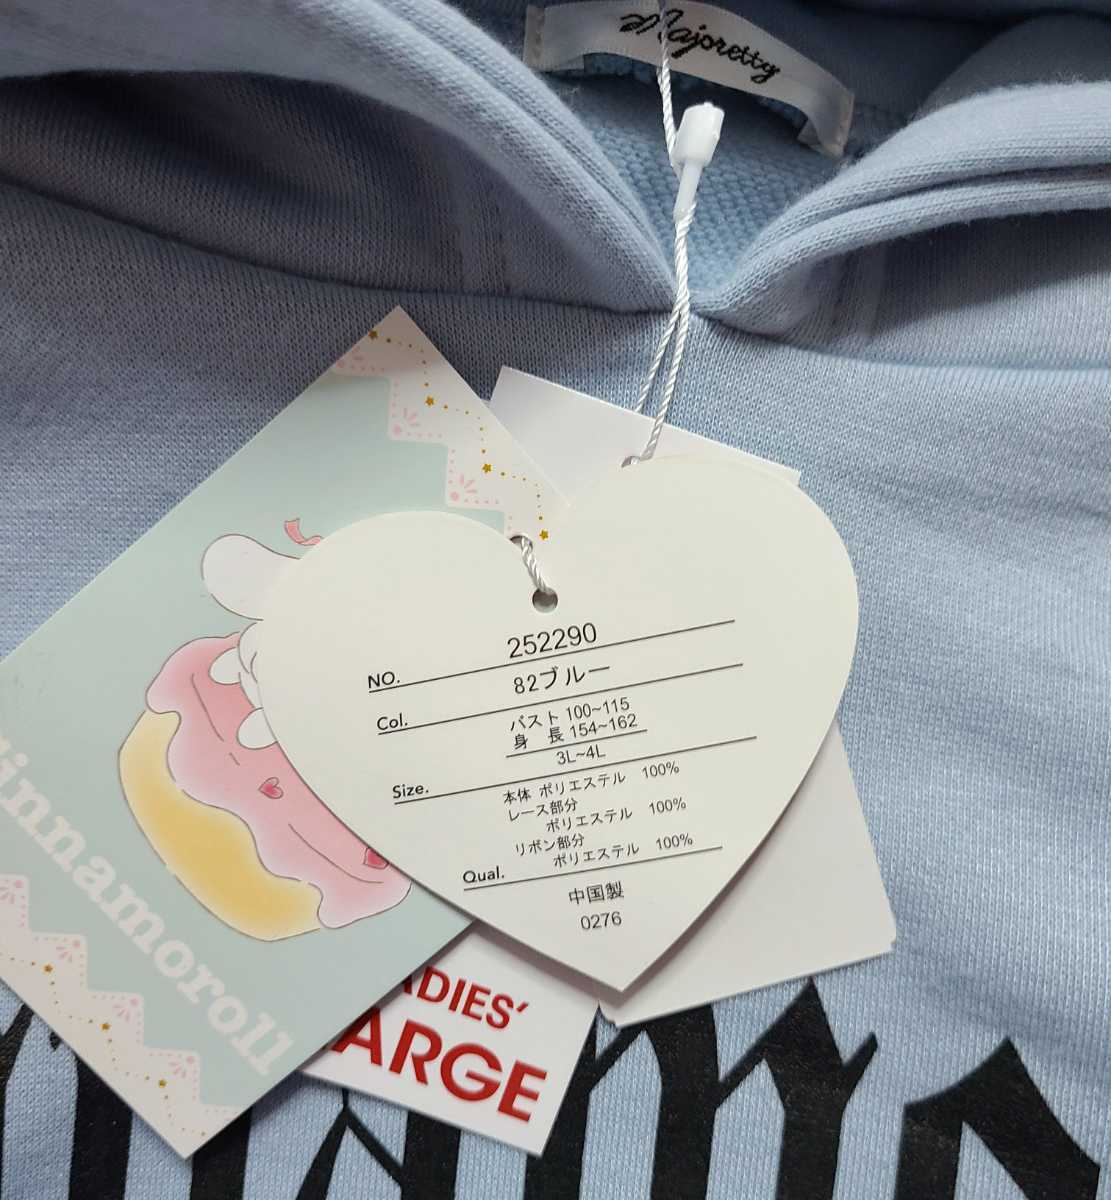 Majoretty
NO. 252290
Col. 82ブルー
バスト 100~115
身 長 154~162
Size. 3L~4L
本体 ポリエステル 100%
レース部分
ポリエステル 100%
リボン部分
Qual. ポリエステル 100%
中国製
0276
innamoroll
ADIES'
ARGE